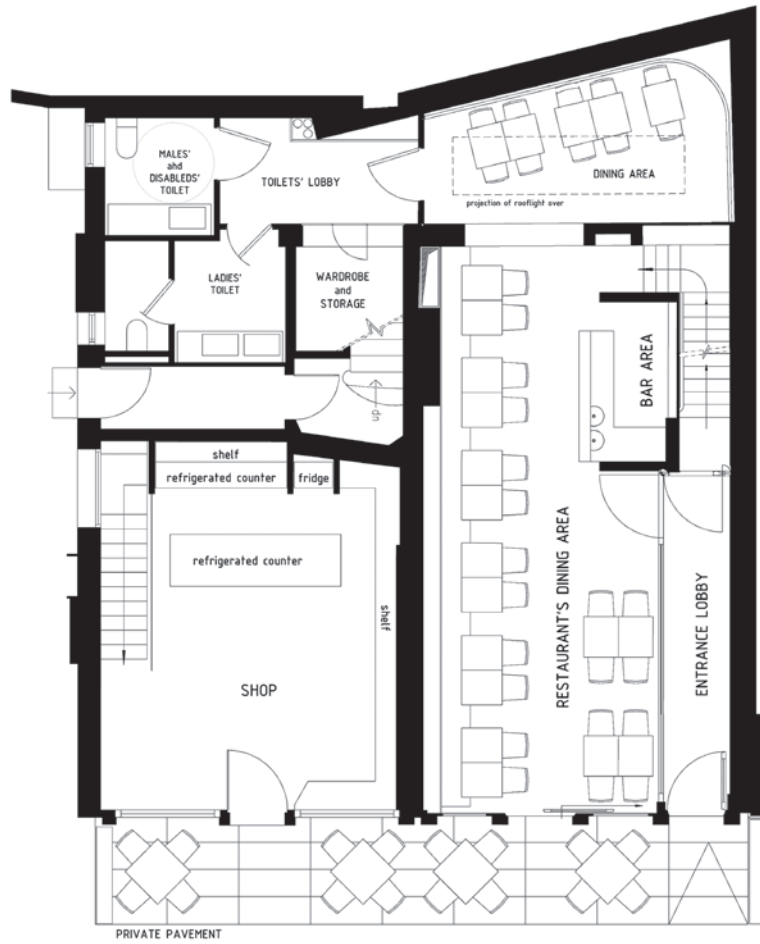 MALES'
and
DISABLEDS'
TOILET
TOILETS' LOBBY
DINING AREA
projection of rooflight over
LADIES'
TOILET
WARDROBE
and
STORAGE
BAR AREA
dn
shelf
refrigerated counter
fridge
refrigerated counter
shelf
SHOP
RESTAURANT'S DINING AREA
ENTRANCE LOBBY
PRIVATE PAVEMENT